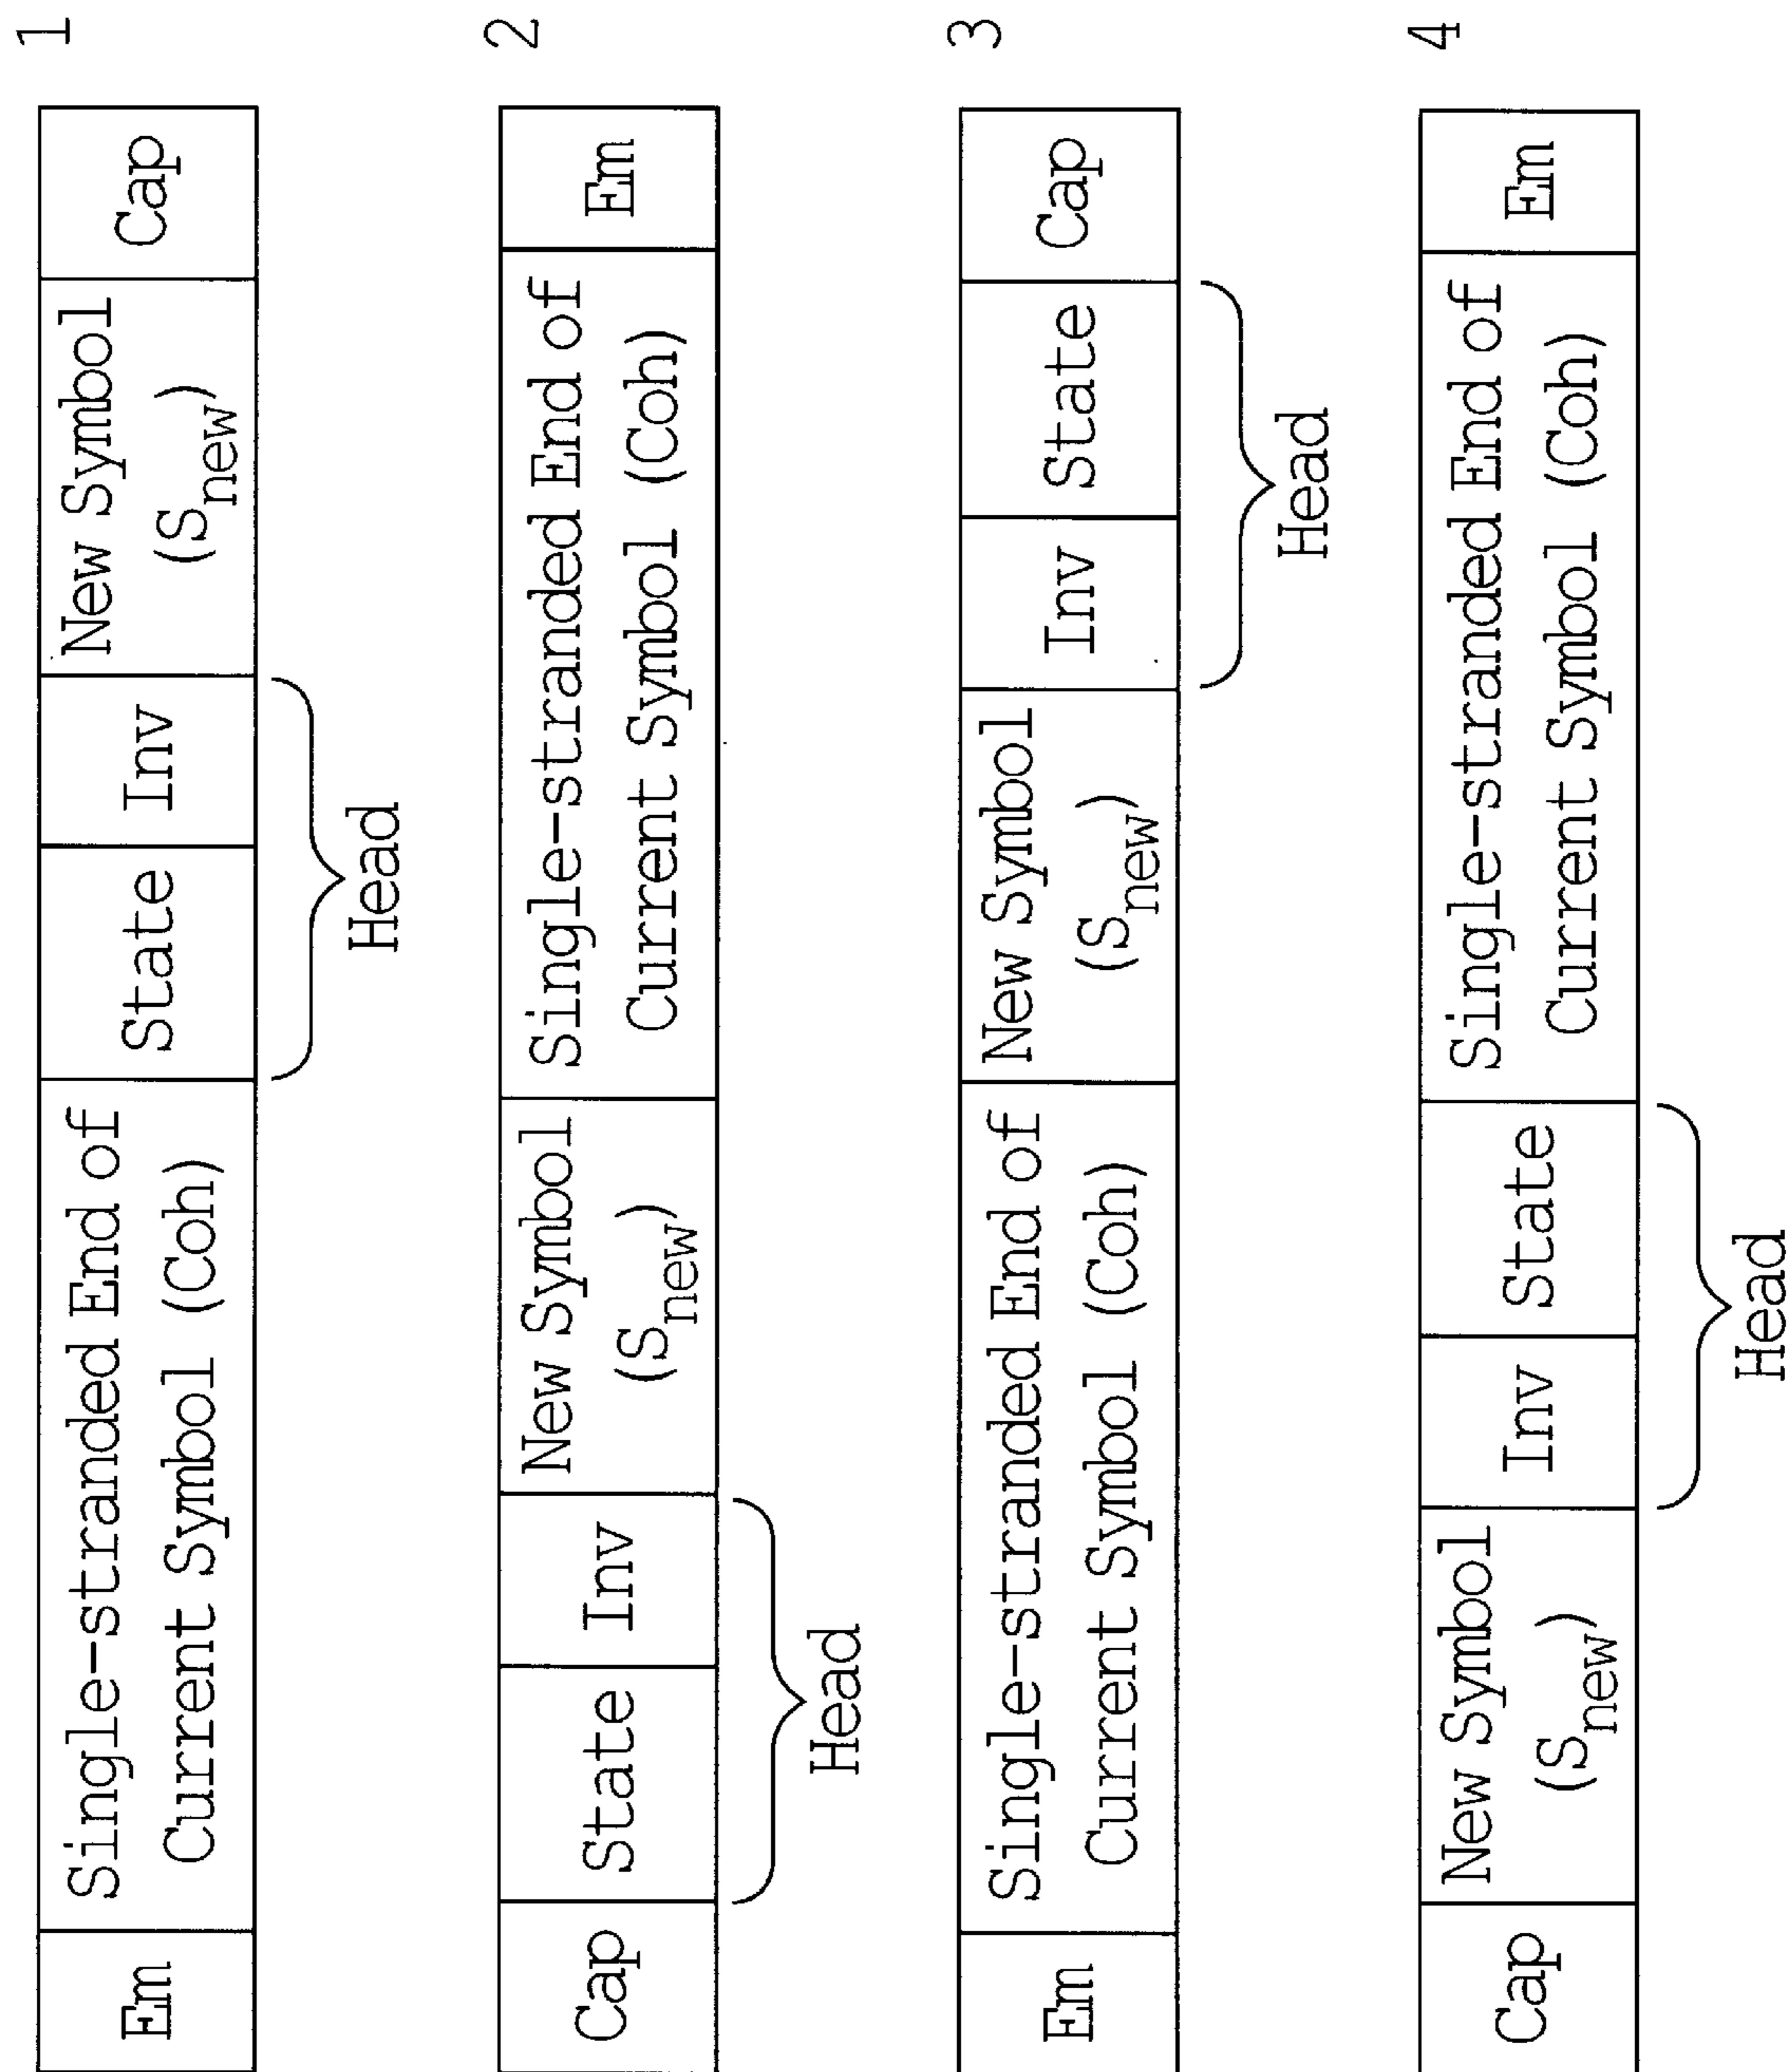 Em
Single-stranded End of
Current Symbol (Coh)
State
Inv
New Symbol
(Snew)
Cap
1
Head
Cap
State
Inv
New Symbol
(Snew)
Single-stranded End of
Current Symbol (Coh)
Em
2
Head
Em
Single-stranded End of
Current Symbol (Coh)
New Symbol
(Snew)
Inv
State
Cap
3
Head
Cap
New Symbol
(Snew)
Inv
State
Single-stranded End of
Current Symbol (Coh)
Em
4
Head